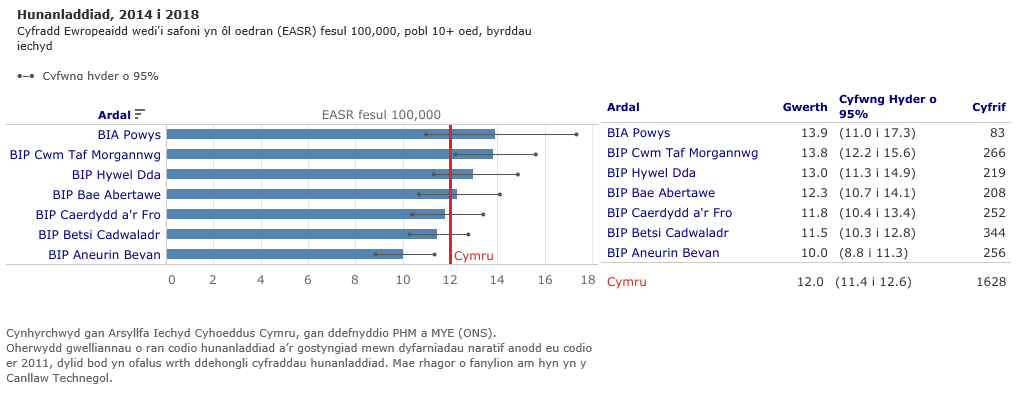 Hunanladdiad, 2014 i 2018
Cyfradd Ewropeaidd wedi'i safoni yn ôl oedran (EASR) fesul 100,000, pobl 10+ oed, byrddau
iechyd
Cyfwng hyder o 95%
Ardal
EASR fesul 100,000
BIA Powys
BIP Cwm Taf Morgannwg
BIP Hywel Dda
BIP Bae Abertawe
BIP Caerdydd a'r Fro
BIP Betsi Cadwaladr
BIP Aneurin Bevan
Cymru
0 2 4 6 8 10 12 14 16 18
Ardal Gwerth Cyfwng Hyder o 95% Cyfrif
BIA Powys 13.9 (11.0 i 17.3) 83
BIP Cwm Taf Morgannwg 13.8 (12.2 i 15.6) 266
BIP Hywel Dda 13.0 (11.3 i 14.9) 219
BIP Bae Abertawe 12.3 (10.7 i 14.1) 208
BIP Caerdydd a'r Fro 11.8 (10.4 i 13.4) 252
BIP Betsi Cadwaladr 11.5 (10.3 i 12.8) 344
BIP Aneurin Bevan 10.0 (8.8 i 11.3) 256
Cymru 12.0 (11.4 i 12.6) 1628
Cynhyrchwyd gan Arsyllfa Iechyd Cyhoeddus Cymru, gan ddefnyddio PHM a MYE (ONS).
Oherwydd gwelliannau o ran codio hunanladdiad a'r gostyngiad mewn dyfarniadau naratif anodd eu codio
er 2011, dylid bod yn ofalus wrth ddehongli cyfraddau hunanladdiad. Mae rhagor o fanylion am hyn yn y
Canllaw Technegol.